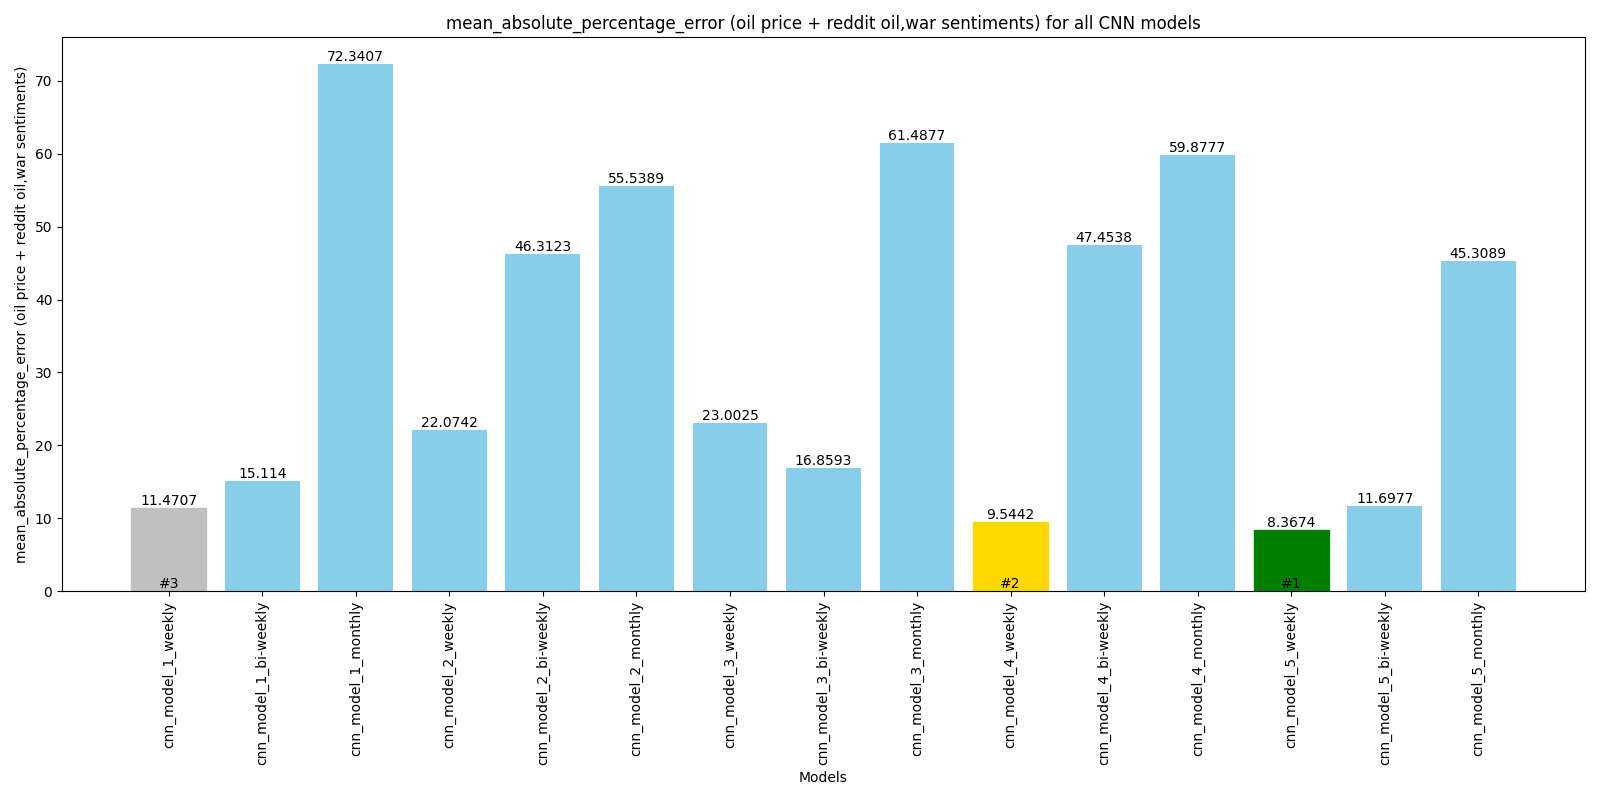 mean_absolute_percentage_error (oil price + reddit oil,war sentiments) for all CNN models
mean_absolute_percentage_error (oil price + reddit oil,war sentiments)
70
60
50
40
30
20
10
0
11.4707
15.114
72.3407
22.0742
46.3123
55.5389
23.0025
16.8593
61.4877
9.5442
47.4538
59.8777
8.3674
11.6977
45.3089
#3
#2
#1
cnn_model_1_weekly
cnn_model_1_bi-weekly
cnn_model_1_monthly
cnn_model_2_weekly
cnn_model_2_bi-weekly
cnn_model_2_monthly
cnn_model_3_weekly
cnn_model_3_bi-weekly
cnn_model_3_monthly
cnn_model_4_weekly
cnn_model_4_bi-weekly
cnn_model_4_monthly
cnn_model_5_weekly
cnn_model_5_bi-weekly
cnn_model_5_monthly
Models